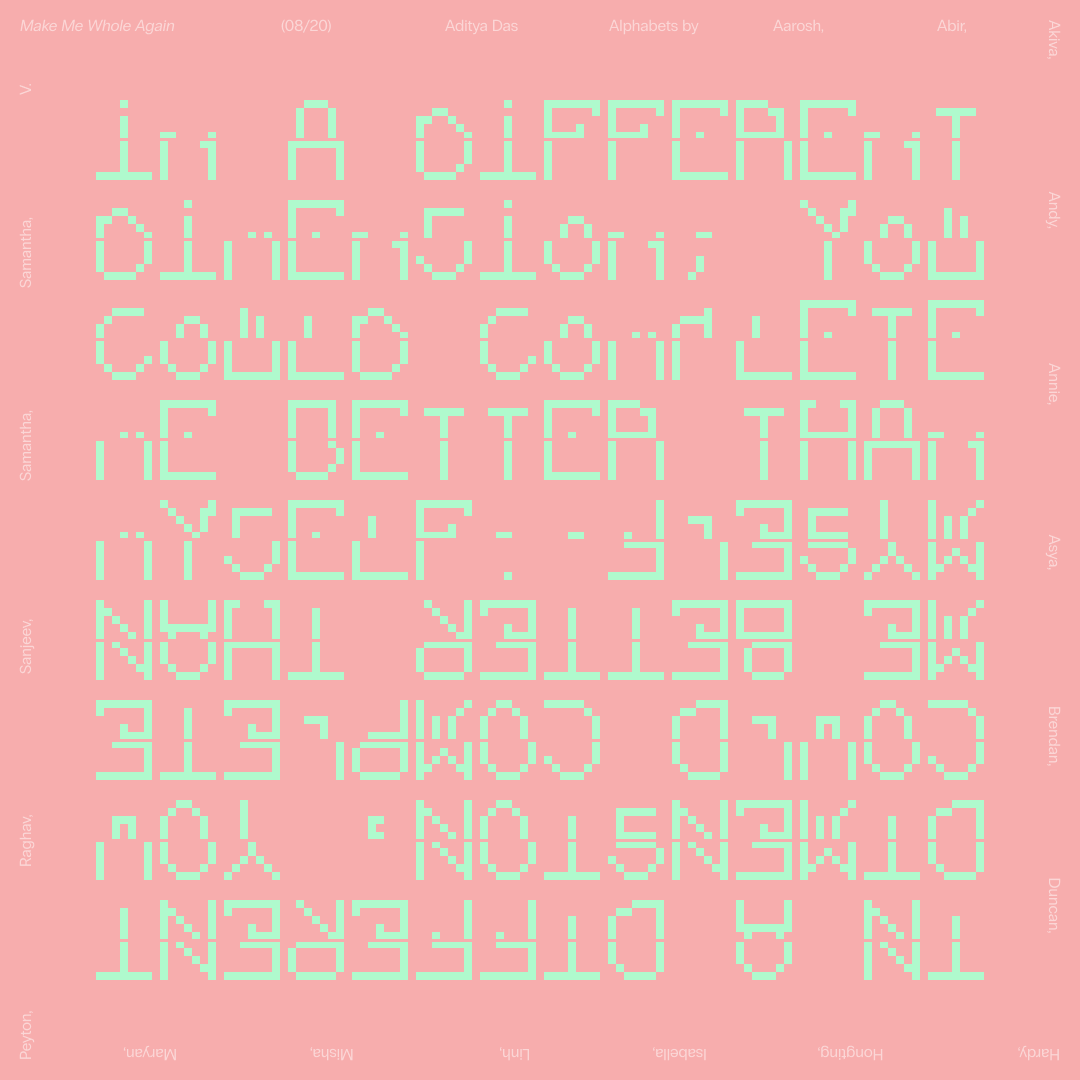 Make Me Whole Again (08/20) Aditya Das Alphabets by Aarosh, Abir,
Akiva,
Andy,
Annie,
Asya,
Brendan,
Duncan,
Hardy, Hongting, Isabella, Linh, Misha, Maryan,
Peyton,
Raghav,
Sanjeev,
Samantha,
Samantha,
V.
IN A DIFFERENT
DIMENSION, YOU
COULD COMPLETE
ME BETTER THAN
MYSELF.
IN A DIFFERENT
DIMENSION, YOU
COULD COMPLETE
ME BETTER THAN
MYSELF.